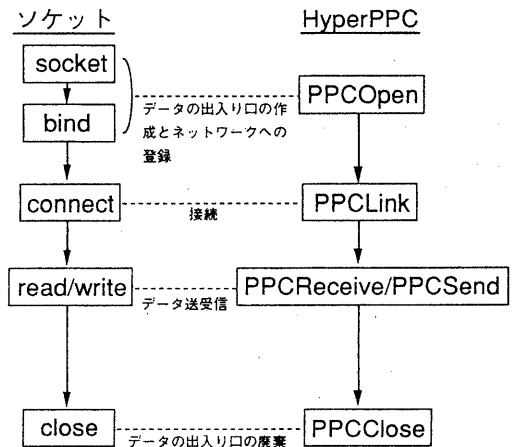 ソケット
HyperPPC
socket
bind
PPCOpen
データの出入り口の作
成とネットワークへの
登録
connect
接続
PPCLink
read/write
データ送受信
PPCReceive/PPCSend
close
データの出入り口の廃棄
PPCClose